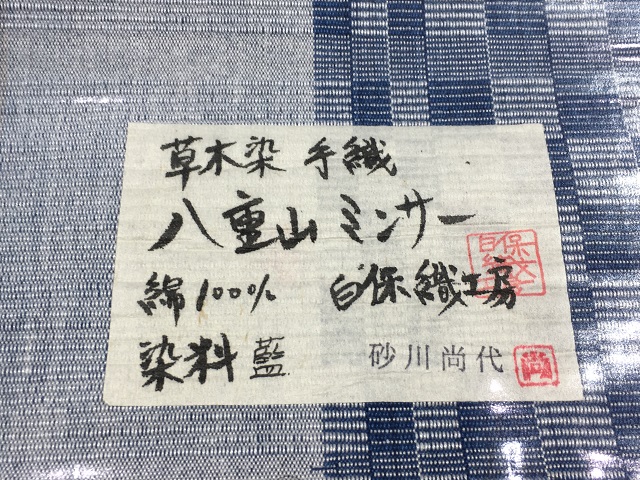 草木染 手織
八重山ミンサー
綿100% 白保織工房
染料 藍 砂川尚代
尚